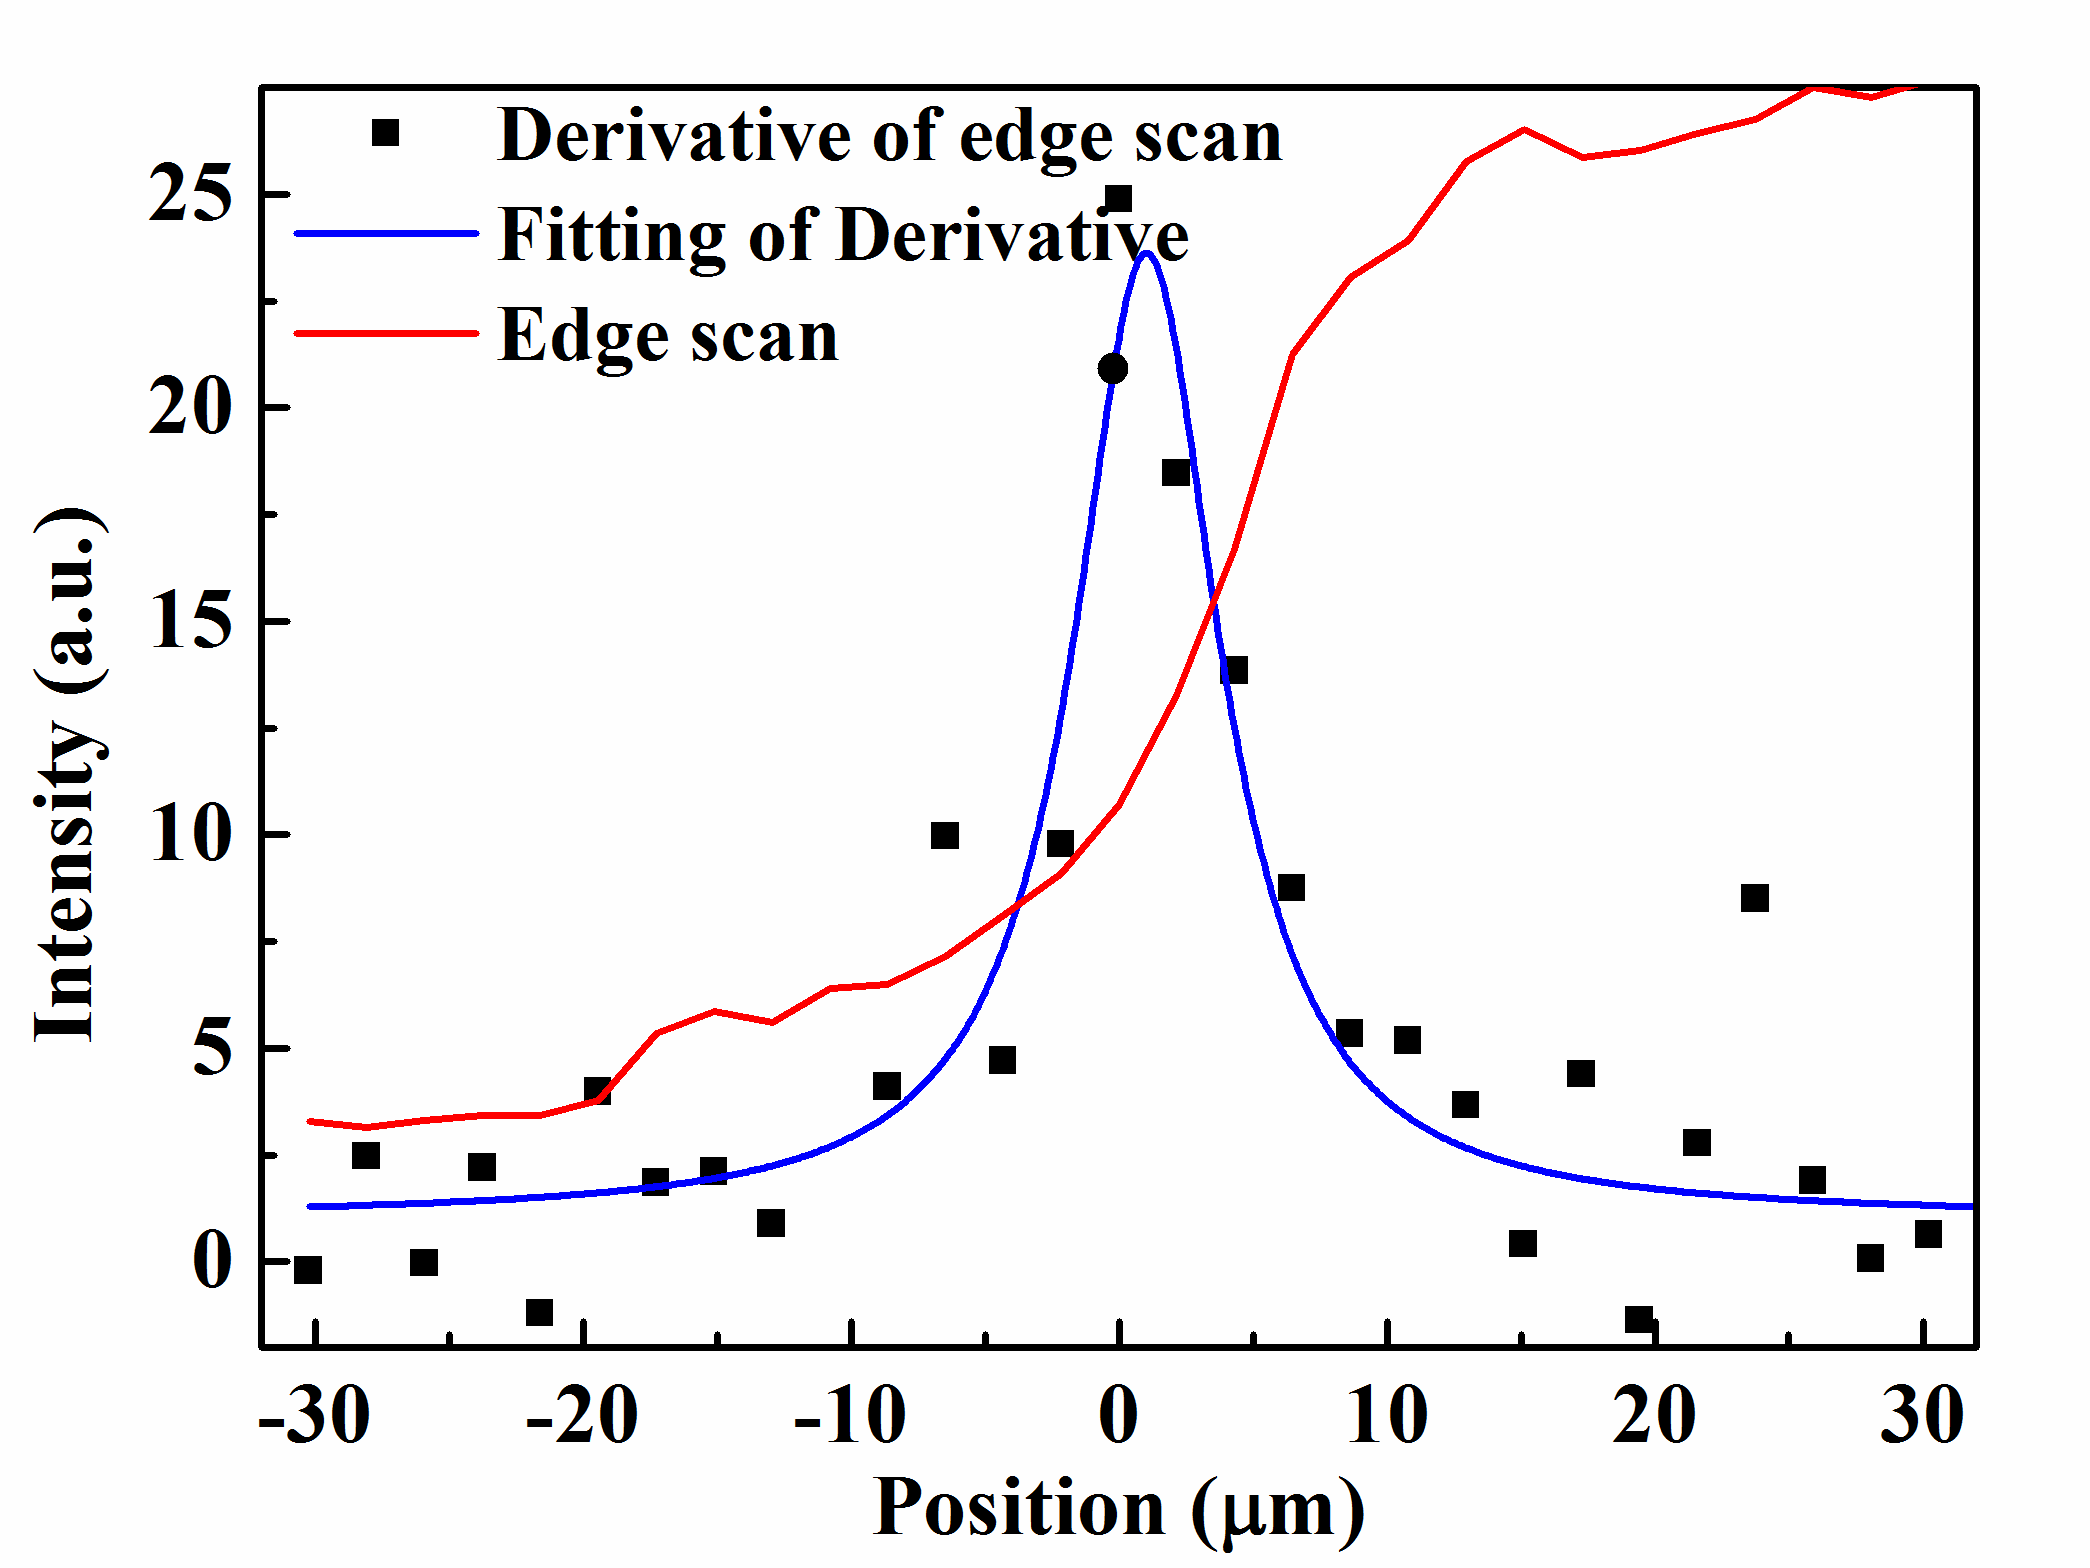 Derivative of edge scan
Fitting of Derivative
Edge scan
25
20
15
10
5
0
Intensity (a.u.)
-30 -20 -10 0 10 20 30
Position (μm)